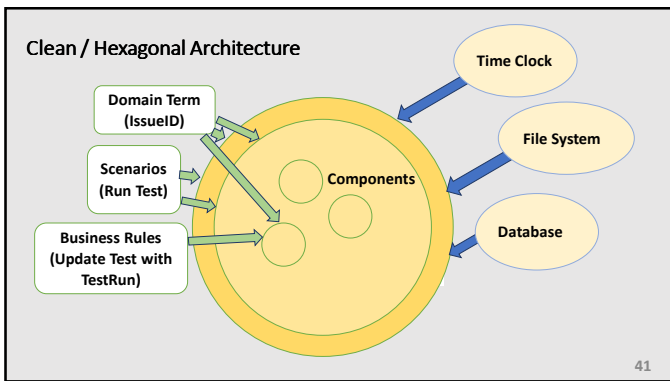 Clean / Hexagonal Architecture
Domain Term
(IssueID)
Scenarios
(Run Test)
Business Rules
(Update Test with
TestRun)
Components
Time Clock
File System
Database
41